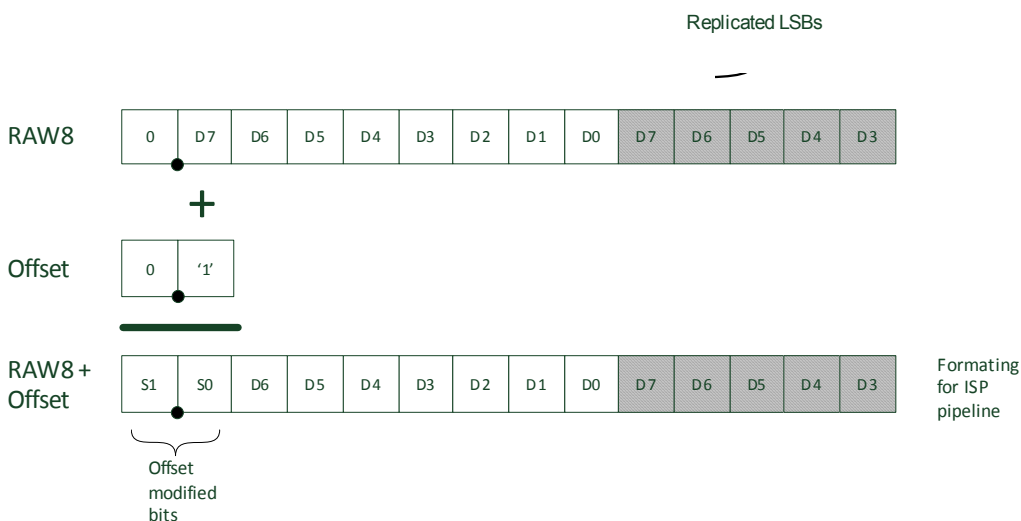 Replicated LSBs
RAW8 0 D7 D6 D5 D4 D3 D2 D1 D0 D7 D6 D5 D4 D3
+
Offset 0 '1'
RAW8 +
Offset
S1 S0 D6 D5 D4 D3 D2 D1 D0 D7 D6 D5 D4 D3
Formating
for ISP
pipeline
Offset
modified
bits